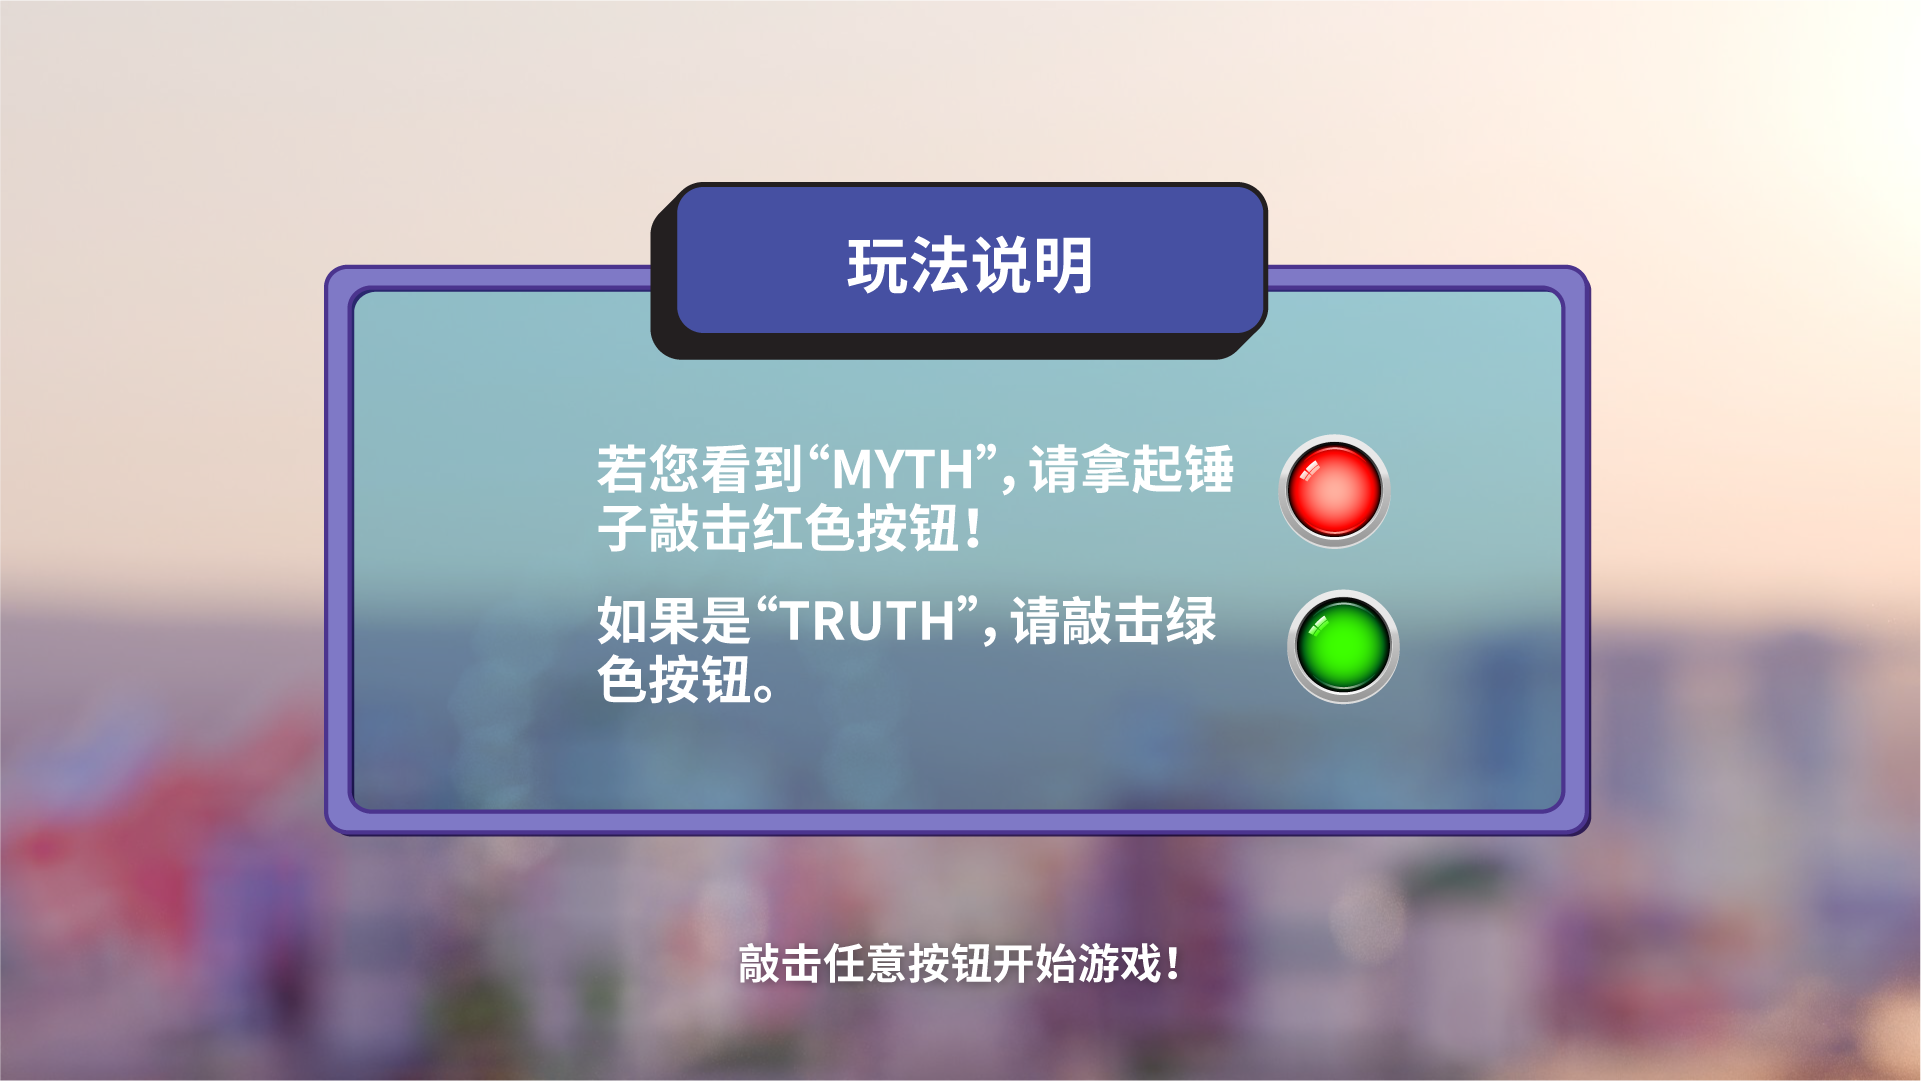 玩法说明
若您看到“MYTH”，请拿起锤
子敲击红色按钮！
如果是“TRUTH”，请敲击绿
色按钮。
敲击任意按钮开始游戏！